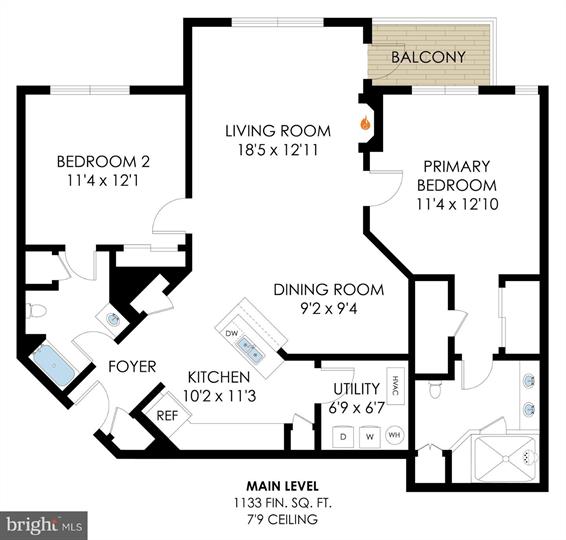 BALCONY
LIVING ROOM
18'5 x 12'11
BEDROOM 2
11'4 x 12'1
PRIMARY
BEDROOM
11'4 x 12'10
DINING ROOM
9'2 x 9'4
DW
FOYER
KITCHEN
10'2 x 11'3
REF
UTILITY
6'9 x 6'7
HVAC
D
W
WH
MAIN LEVEL
1133 FIN. SQ. FT.
7'9 CEILING
bright MLS